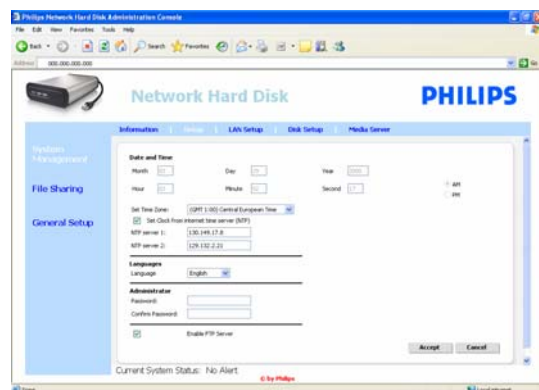 Philips Network Hard Disk Administration Console
File Edit View Favorites Tools Help
Back Search Favorites
Address 000.000.000.000 Go
Network Hard Disk PHILIPS
Information Setup LAN Setup Disk Setup Media Server
System Management
File Sharing
General Setup
Date and Time
Month Day Year
Hour Minute Second AM
PM
Set Time Zone: (GMT 1:00) Central European Time
Set Clock from internet time server (NTP)
NTP server 1: 130.149.17.8
NTP server 2: 129.132.2.21
Languages
Language English
Administrator
Password:
Confirm Password:
Enable FTP Server
Accept Cancel
Current System Status: No Alert
© by Philips
Local intranet